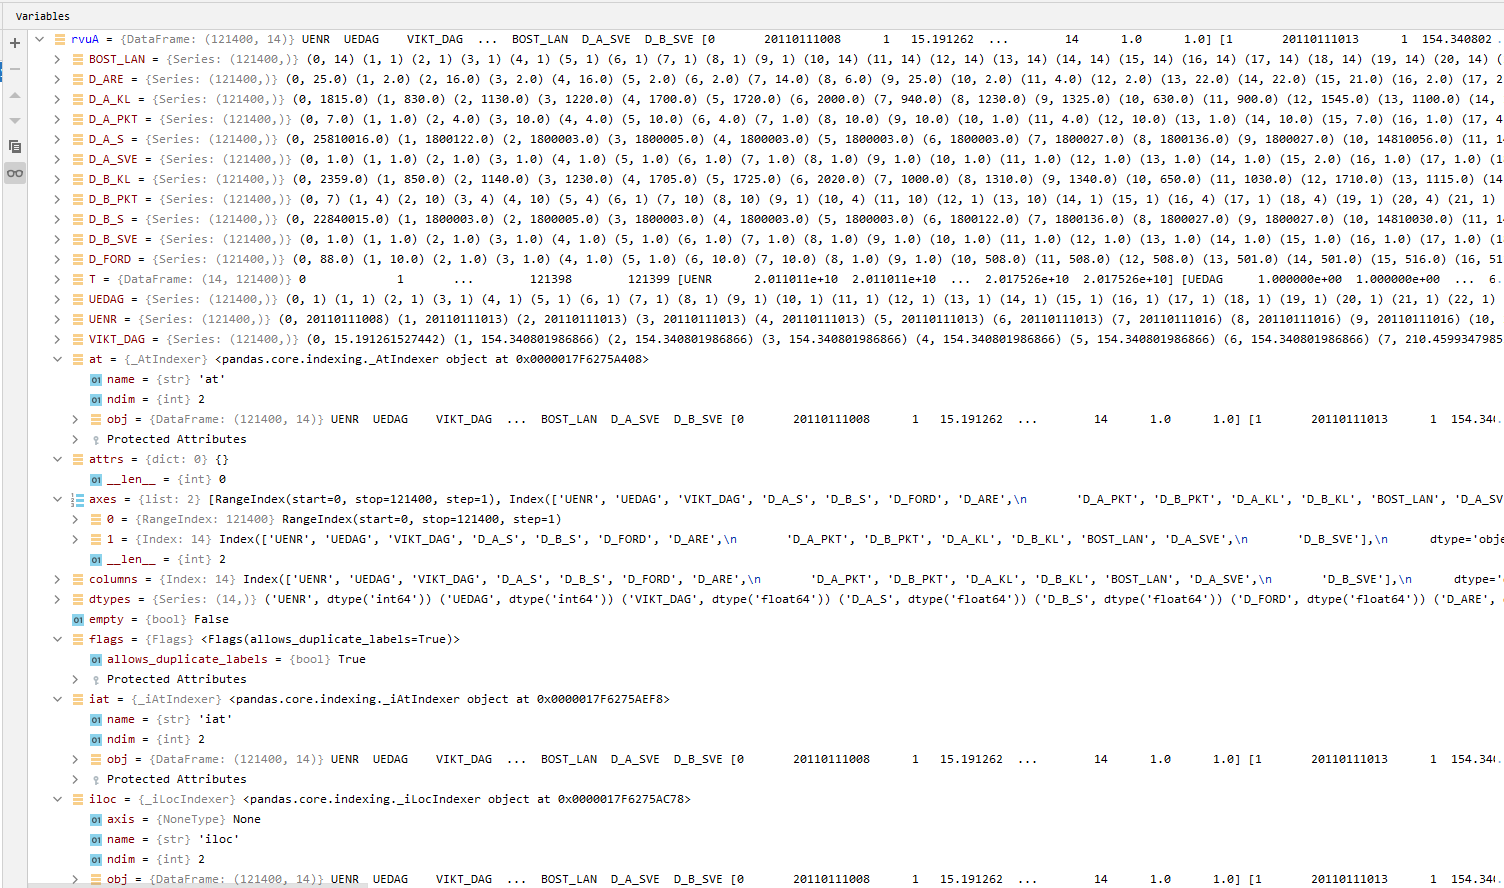 Variables
rvuA = {DataFrame: (121400, 14)} UENR UEDAG VIKT_DAG ... BOST_LAN D_A_SVE D_B_SVE [0 20110111008 1 15.191262 ... 14 1.0 1.0] [1 20110111013 1 154.340802
BOST_LAN = {Series: (121400,)} (0, 14) (1, 1) (2, 1) (3, 1) (4, 1) (5, 1) (6, 1) (7, 1) (8, 1) (9, 1) (10, 14) (11, 14) (12, 14) (13, 14) (14, 14) (15, 14) (16, 14) (17, 14) (18, 14) (19, 14) (20, 14) (
D_ARE = {Series: (121400,)} (0, 25.0) (1, 2.0) (2, 16.0) (3, 2.0) (4, 16.0) (5, 2.0) (6, 2.0) (7, 14.0) (8, 6.0) (9, 25.0) (10, 2.0) (11, 4.0) (12, 2.0) (13, 22.0) (14, 22.0) (15, 21.0) (16, 2.0) (17, 2
D_A_KL = {Series: (121400,)} (0, 1815.0) (1, 830.0) (2, 1130.0) (3, 1220.0) (4, 1700.0) (5, 1720.0) (6, 2000.0) (7, 940.0) (8, 1230.0) (9, 1325.0) (10, 630.0) (11, 900.0) (12, 1545.0) (13, 1100.0) (14,
D_A_PKT = {Series: (121400,)} (0, 7.0) (1, 1.0) (2, 4.0) (3, 10.0) (4, 4.0) (5, 10.0) (6, 4.0) (7, 1.0) (8, 10.0) (9, 10.0) (10, 1.0) (11, 4.0) (12, 10.0) (13, 1.0) (14, 10.0) (15, 7.0) (16, 1.0) (17, 4
D_A_S = {Series: (121400,)} (0, 25810016.0) (1, 1800122.0) (2, 1800003.0) (3, 1800005.0) (4, 1800003.0) (5, 1800003.0) (6, 1800003.0) (7, 1800027.0) (8, 1800136.0) (9, 1800027.0) (10, 14810056.0) (11, 1
D_A_SVE = {Series: (121400,)} (0, 1.0) (1, 1.0) (2, 1.0) (3, 1.0) (4, 1.0) (5, 1.0) (6, 1.0) (7, 1.0) (8, 1.0) (9, 1.0) (10, 1.0) (11, 1.0) (12, 1.0) (13, 1.0) (14, 1.0) (15, 2.0) (16, 1.0) (17, 1.0) (1
D_B_KL = {Series: (121400,)} (0, 2359.0) (1, 850.0) (2, 1140.0) (3, 1230.0) (4, 1705.0) (5, 1725.0) (6, 2020.0) (7, 1000.0) (8, 1310.0) (9, 1340.0) (10, 650.0) (11, 1030.0) (12, 1710.0) (13, 1115.0) (14
D_B_PKT = {Series: (121400,)} (0, 7) (1, 4) (2, 10) (3, 4) (4, 10) (5, 4) (6, 1) (7, 10) (8, 10) (9, 1) (10, 4) (11, 10) (12, 1) (13, 10) (14, 1) (15, 1) (16, 4) (17, 1) (18, 4) (19, 1) (20, 4) (21, 1)
D_B_S = {Series: (121400,)} (0, 22840015.0) (1, 1800003.0) (2, 1800005.0) (3, 1800003.0) (4, 1800003.0) (5, 1800003.0) (6, 1800122.0) (7, 1800136.0) (8, 1800027.0) (9, 1800027.0) (10, 14810030.0) (11, 1
D_B_SVE = {Series: (121400,)} (0, 1.0) (1, 1.0) (2, 1.0) (3, 1.0) (4, 1.0) (5, 1.0) (6, 1.0) (7, 1.0) (8, 1.0) (9, 1.0) (10, 1.0) (11, 1.0) (12, 1.0) (13, 1.0) (14, 1.0) (15, 1.0) (16, 1.0) (17, 1.0) (1
D_FORD = {Series: (121400,)} (0, 88.0) (1, 10.0) (2, 1.0) (3, 1.0) (4, 1.0) (5, 1.0) (6, 10.0) (7, 10.0) (8, 1.0) (9, 1.0) (10, 508.0) (11, 508.0) (12, 508.0) (13, 501.0) (14, 501.0) (15, 516.0) (16, 51
T = {DataFrame: (14, 121400)} 0 1 ... 121398 121399 [UENR 2.011011e+10 2.011011e+10 ... 2.017526e+10 2.017526e+10] [UEDAG 1.000000e+00 1.000000e+00 ... 6.
UEDAG = {Series: (121400,)} (0, 1) (1, 1) (2, 1) (3, 1) (4, 1) (5, 1) (6, 1) (7, 1) (8, 1) (9, 1) (10, 1) (11, 1) (12, 1) (13, 1) (14, 1) (15, 1) (16, 1) (17, 1) (18, 1) (19, 1) (20, 1) (21, 1) (22, 1)
UENR = {Series: (121400,)} (0, 20110111008) (1, 20110111013) (2, 20110111013) (3, 20110111013) (4, 20110111013) (5, 20110111013) (6, 20110111013) (7, 20110111016) (8, 20110111016) (9, 20110111016) (10,
VIKT_DAG = {Series: (121400,)} (0, 15.191261527442) (1, 154.340801986866) (2, 154.340801986866) (3, 154.340801986866) (4, 154.340801986866) (5, 154.340801986866) (6, 154.340801986866) (7, 210.4599347985
at = {_AtIndexer} <pandas.core.indexing._AtIndexer object at 0x0000017F6275A408>
name = {str} 'at'
ndim = {int} 2
obj = {DataFrame: (121400, 14)} UENR UEDAG VIKT_DAG ... BOST_LAN D_A_SVE D_B_SVE [0 20110111008 1 15.191262 ... 14 1.0 1.0] [1 20110111013 1 154.340
Protected Attributes
attrs = {dict: 0} {}
__len__ = {int} 0
axes = {list: 2} [RangeIndex(start=0, stop=121400, step=1), Index(['UENR', 'UEDAG', 'VIKT_DAG', 'D_A_S', 'D_B_S', 'D_FORD', 'D_ARE',\n 'D_A_PKT', 'D_B_PKT', 'D_A_KL', 'D_B_KL', 'BOST_LAN', 'D_A_SV
0 = {RangeIndex: 121400} RangeIndex(start=0, stop=121400, step=1)
1 = {Index: 14} Index(['UENR', 'UEDAG', 'VIKT_DAG', 'D_A_S', 'D_B_S', 'D_FORD', 'D_ARE',\n 'D_A_PKT', 'D_B_PKT', 'D_A_KL', 'D_B_KL', 'BOST_LAN', 'D_A_SVE',\n 'D_B_SVE'],\n dtype='obje
__len__ = {int} 2
columns = {Index: 14} Index(['UENR', 'UEDAG', 'VIKT_DAG', 'D_A_S', 'D_B_S', 'D_FORD', 'D_ARE',\n 'D_A_PKT', 'D_B_PKT', 'D_A_KL', 'D_B_KL', 'BOST_LAN', 'D_A_SVE',\n 'D_B_SVE'],\n dtype='
dtypes = {Series: (14,)} ('UENR', dtype('int64')) ('UEDAG', dtype('int64')) ('VIKT_DAG', dtype('float64')) ('D_A_S', dtype('float64')) ('D_B_S', dtype('float64')) ('D_FORD', dtype('float64')) ('D_ARE',
empty = {bool} False
flags = {Flags} <Flags(allows_duplicate_labels=True)>
allows_duplicate_labels = {bool} True
Protected Attributes
iat = {_iAtIndexer} <pandas.core.indexing._iAtIndexer object at 0x0000017F6275AEF8>
name = {str} 'iat'
ndim = {int} 2
obj = {DataFrame: (121400, 14)} UENR UEDAG VIKT_DAG ... BOST_LAN D_A_SVE D_B_SVE [0 20110111008 1 15.191262 ... 14 1.0 1.0] [1 20110111013 1 154.340
Protected Attributes
iloc = {_iLocIndexer} <pandas.core.indexing._iLocIndexer object at 0x0000017F6275AC78>
axis = {NoneType} None
name = {str} 'iloc'
ndim = {int} 2
obj = {DataFrame: (121400, 14)} UENR UEDAG VIKT_DAG ... BOST_LAN D_A_SVE D_B_SVE [0 20110111008 1 15.191262 ... 14 1.0 1.0] [1 20110111013 1 154.340